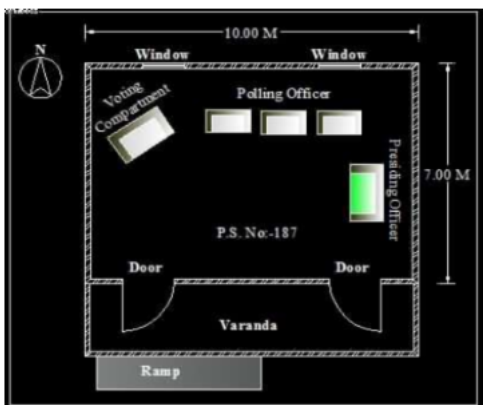 10.00 M
N
Window
Window
Voting
Compartment
Polling Officer
Presiding Officer
7.00 M
P.S. No:-187
Door
Door
Varanda
Ramp